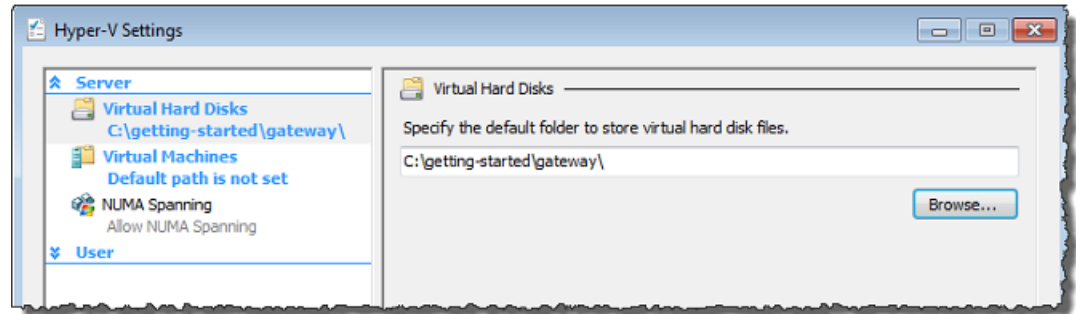 Hyper-V Settings
Server
Virtual Hard Disks
C:\getting-started\gateway\
Virtual Machines
Default path is not set
NUMA Spanning
Allow NUMA Spanning
User
Virtual Hard Disks
Specify the default folder to store virtual hard disk files.
C:\getting-started\gateway\
Browse...